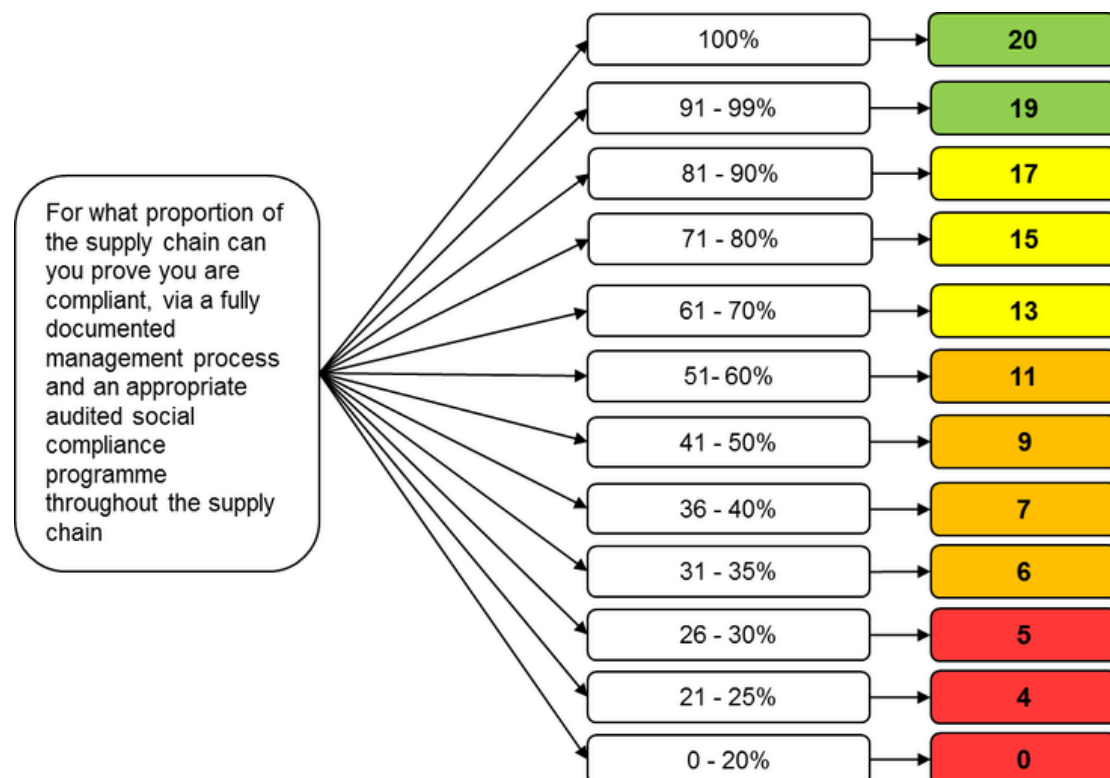 100%
20
91 - 99%
19
81 - 90%
17
For what proportion of
the supply chain can
you prove you are
compliant, via a fully
documented
management process
and an appropriate
audited social
compliance
programme
throughout the supply
chain
71 - 80%
15
61 - 70%
13
51- 60%
11
41 - 50%
9
36 - 40%
7
31 - 35%
6
26 - 30%
5
21 - 25%
4
0 - 20%
0